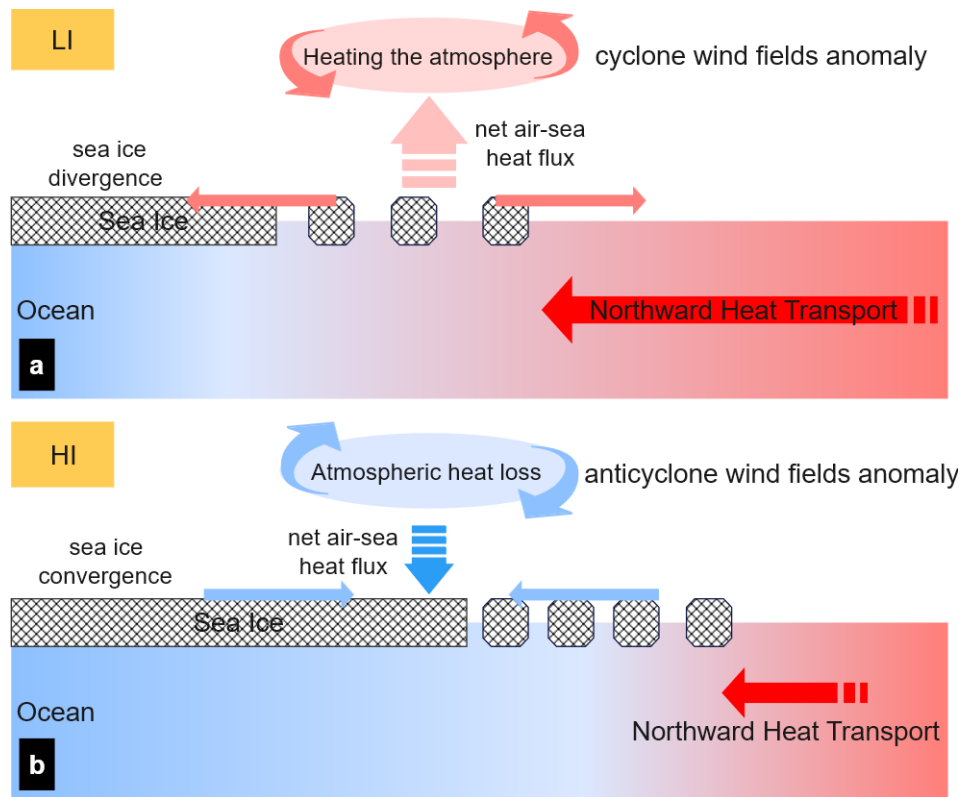 LI
Heating the atmosphere
cyclone wind fields anomaly
net air-sea
heat flux
sea ice
divergence
Sea Ice
Ocean
Northward Heat Transport
a
HI
Atmospheric heat loss
anticyclone wind fields anomaly
net air-sea
heat flux
sea ice
convergence
Sea Ice
Ocean
Northward Heat Transport
b